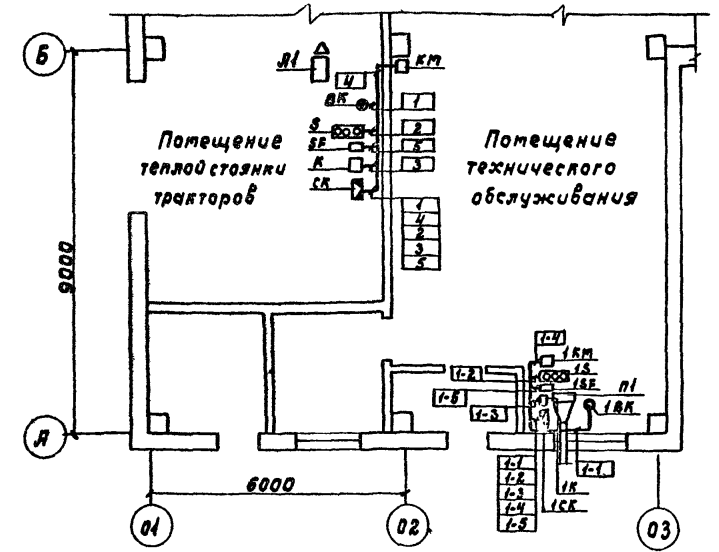 Б
Л1
КМ
4
ВК
1
S
2
SF
5
К
3
СК
1
4
2
3
5
Помещение
теплой стоянки
тракторов
Помещение
технического
обслуживания
9000
1-4
1КМ
1-2
1S
1SF
П1
1-5
1-3
1ВК
А
1-1
1-1
1-2
1-3
1-4
1-5
1К
1СК
6000
01
02
03